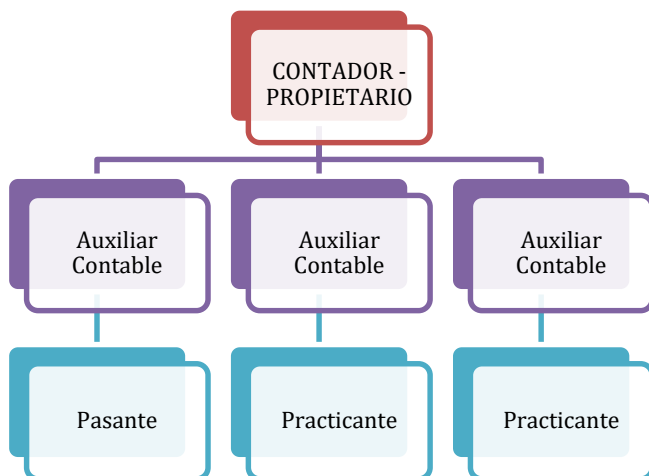 CONTADOR -
PROPIETARIO
Auxiliar
Contable
Auxiliar
Contable
Auxiliar
Contable
Pasante
Practicante
Practicante